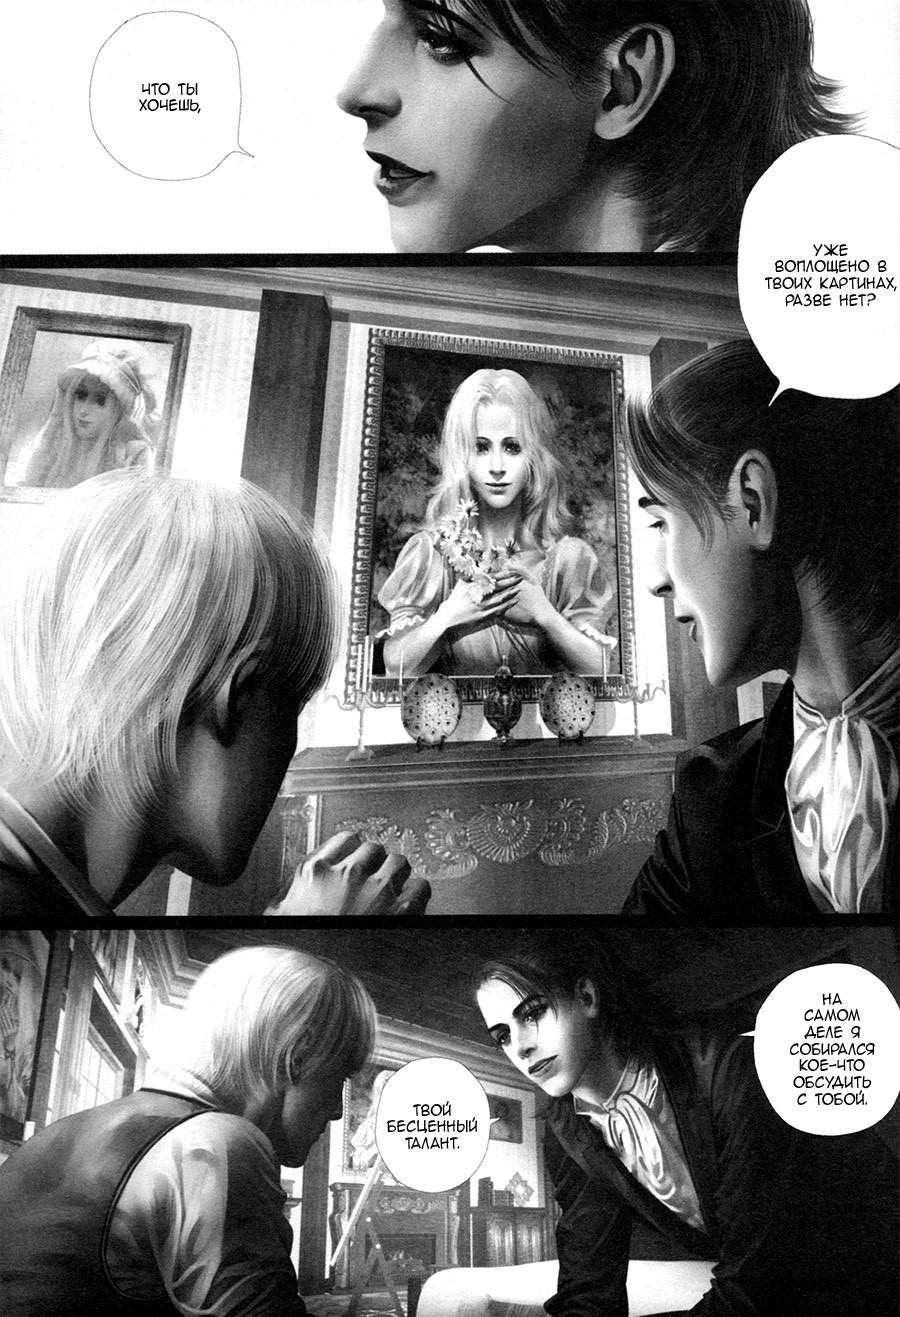 ЧТО ТЫ
ХОЧЕШЬ,
УЖЕ
ВОПЛОЩЕНО В
ТВОИХ КАРТИНАХ,
РАЗВЕ НЕТ?
НА
САМОМ
ДЕЛЕ Я
СОБИРАЛСЯ
КОЕ-ЧТО
ОБСУДИТЬ
С ТОБОЙ.
ТВОЙ
БЕСЦЕННЫЙ
ТАЛАНТ.